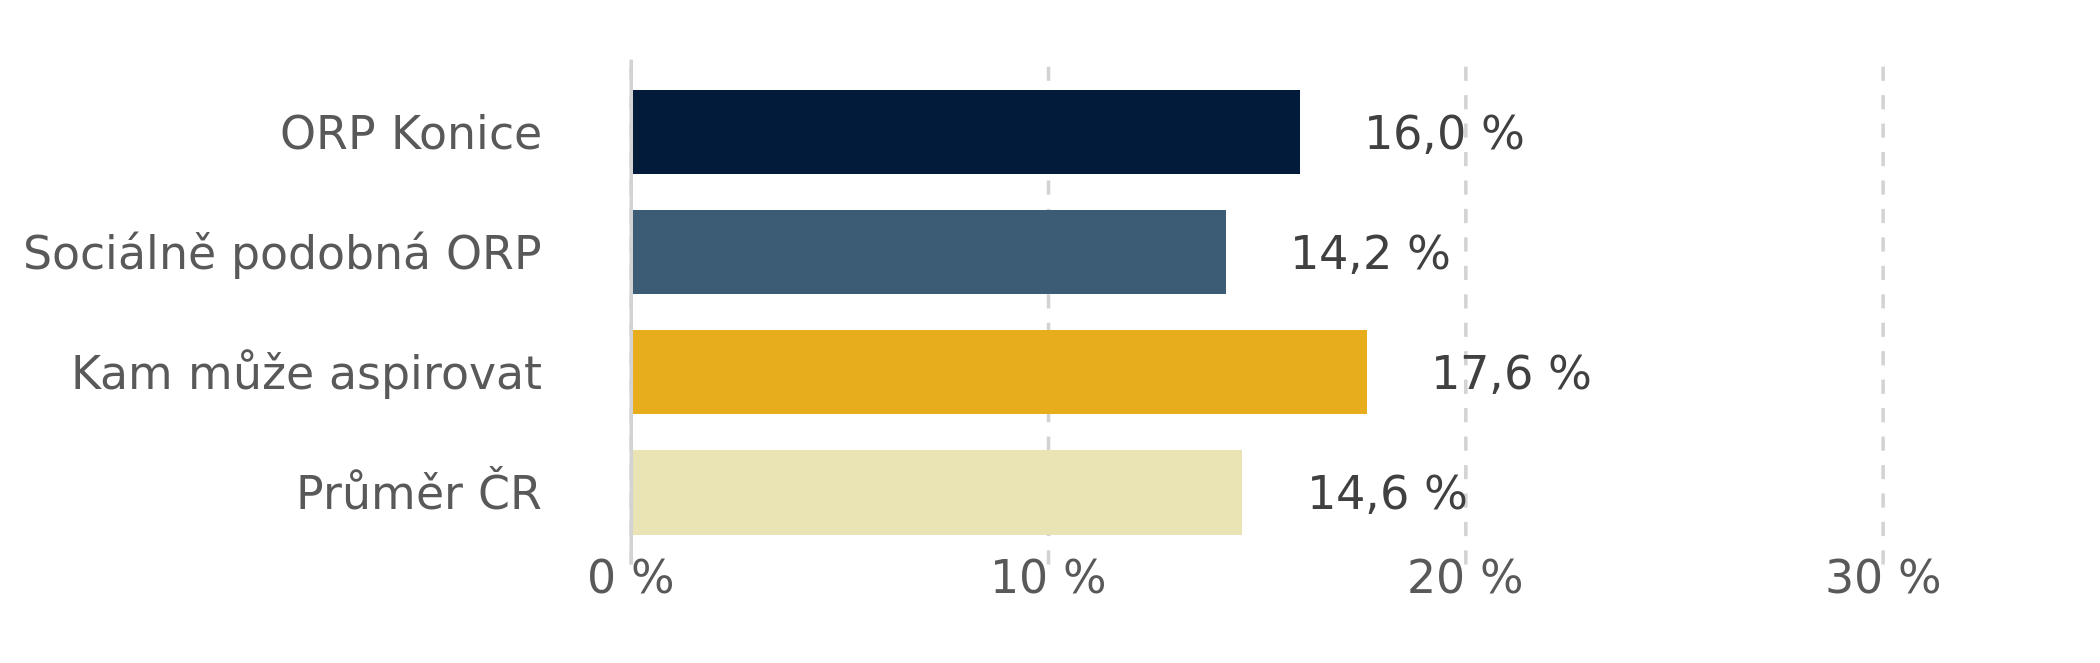 ORP Konice 16,0 %
Sociálně podobná ORP 14,2 %
Kam může aspirovat 17,6 %
Průměr ČR 14,6 %
0 % 10 % 20 % 30 %